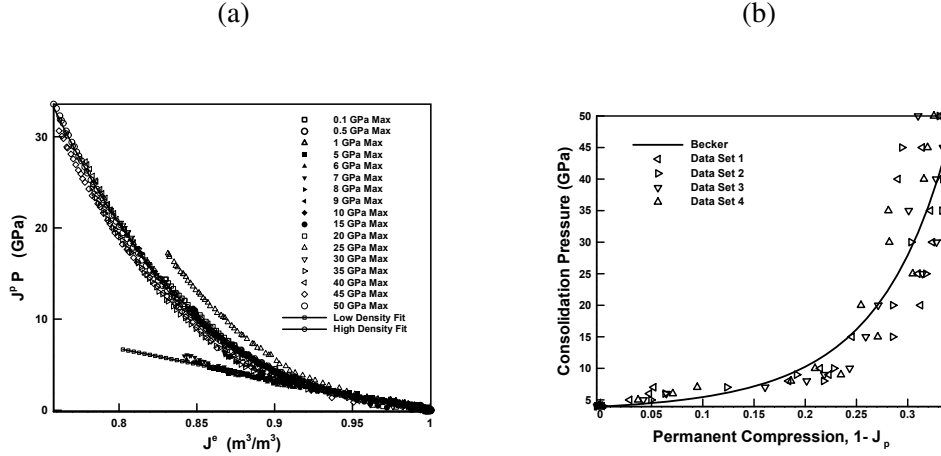 (a)
(b)
30
20
10
0
J^p P (GPa)
0.8
0.85
0.9
0.95
1
J^e (m³/m³)
0.1 GPa Max
0.5 GPa Max
1 GPa Max
5 GPa Max
6 GPa Max
7 GPa Max
8 GPa Max
9 GPa Max
10 GPa Max
15 GPa Max
20 GPa Max
25 GPa Max
30 GPa Max
35 GPa Max
40 GPa Max
45 GPa Max
50 GPa Max
Low Density Fit
High Density Fit
50
45
40
35
30
25
20
15
10
5
0
Consolidation Pressure (GPa)
Becker
Data Set 1
Data Set 2
Data Set 3
Data Set 4
0
0.05
0.1
0.15
0.2
0.25
0.3
Permanent Compression, 1- J_p